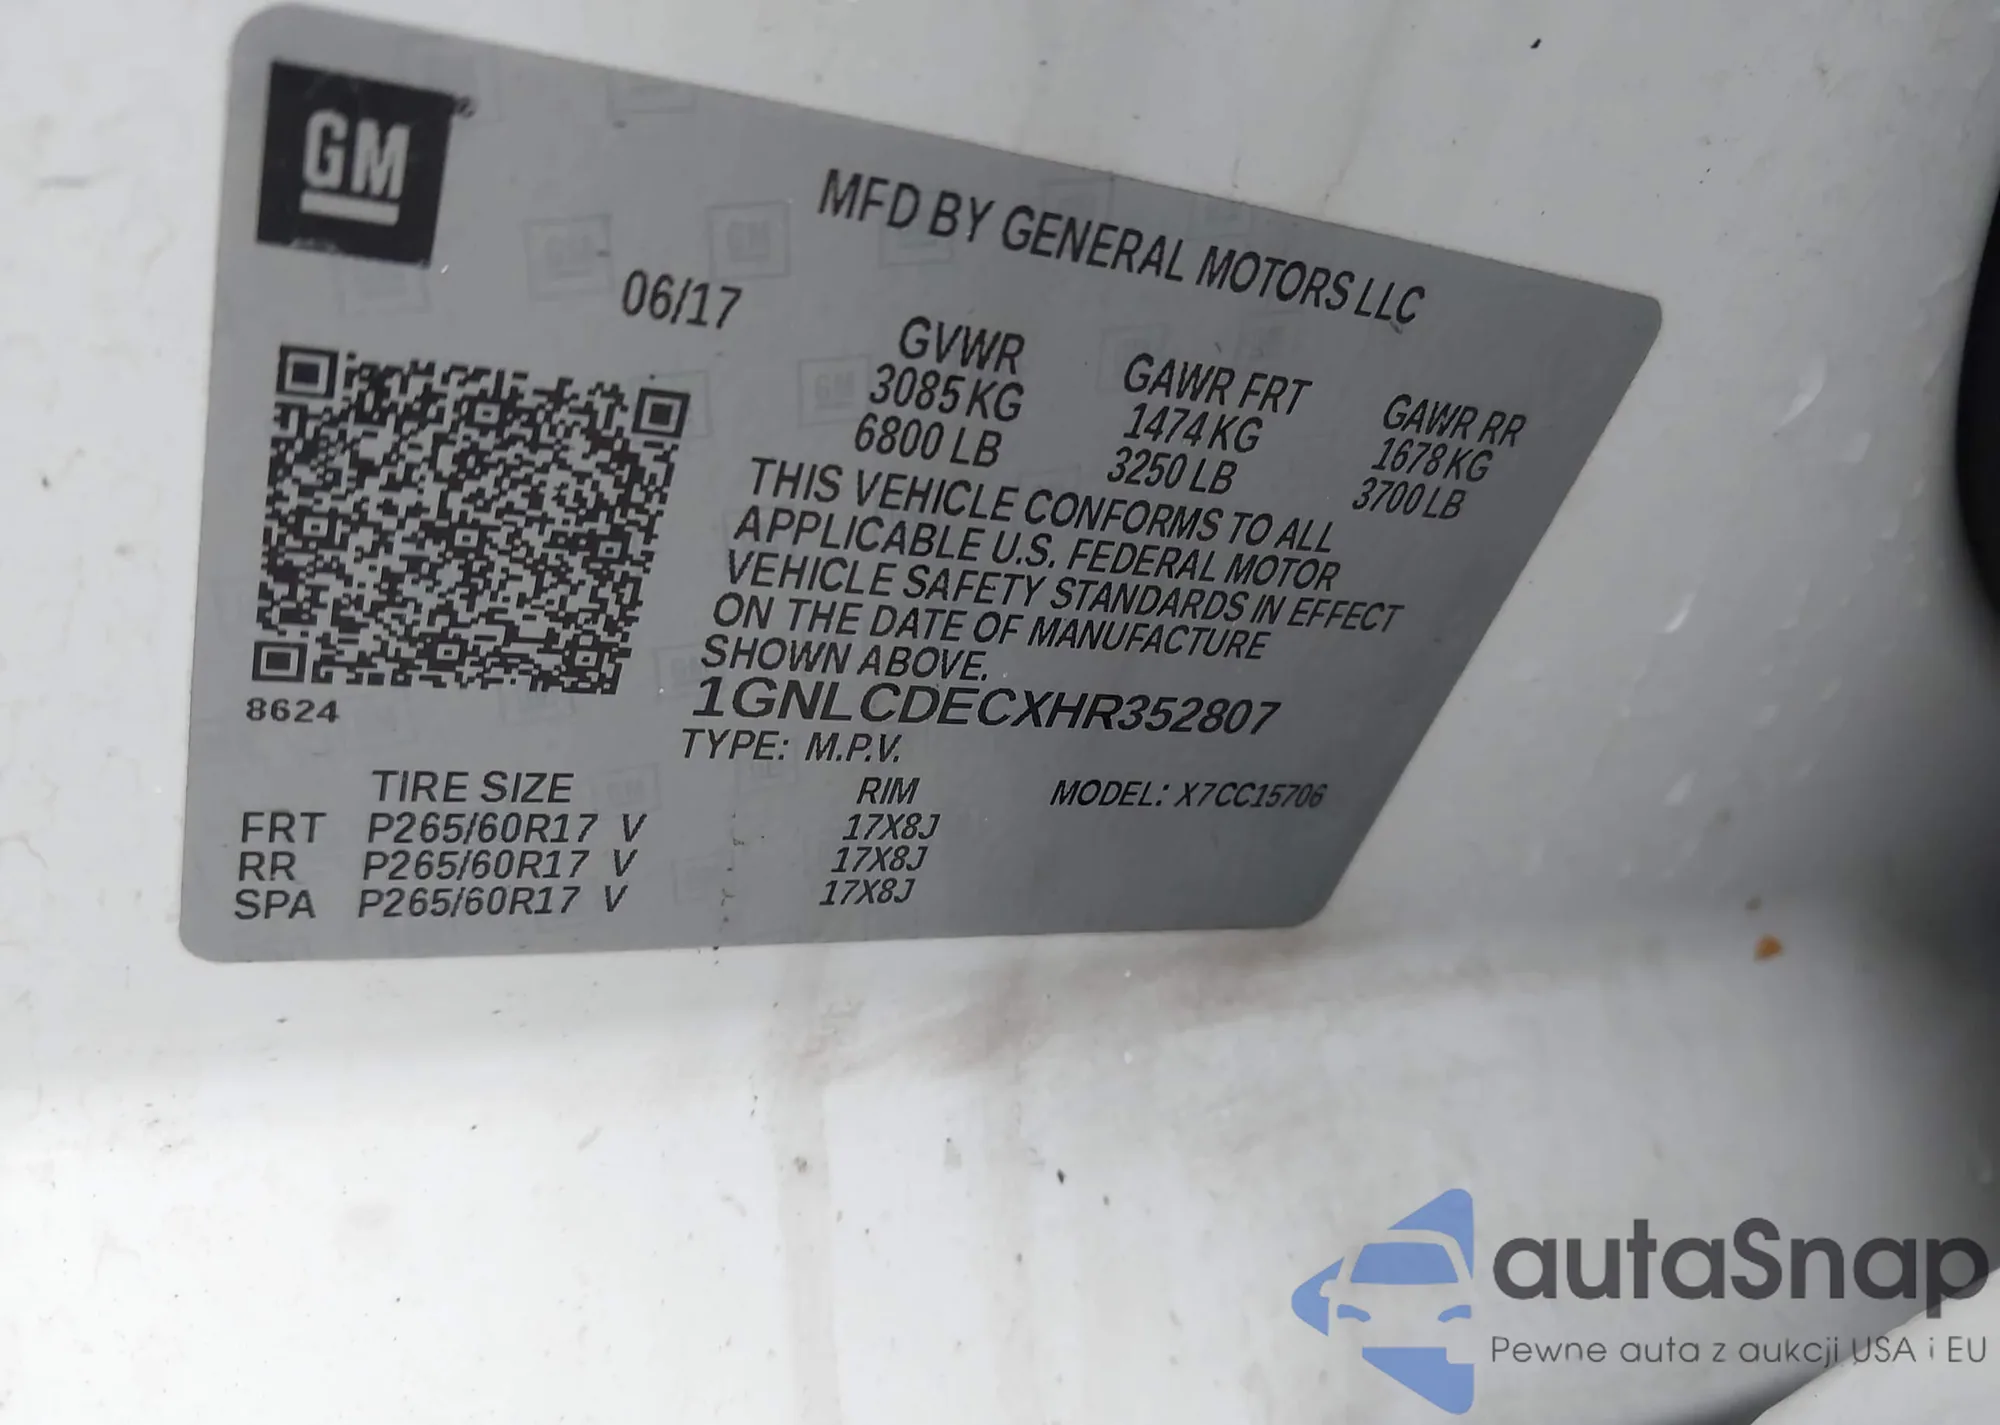 GM
MFD BY GENERAL MOTORS LLC
06/17
GVWR GAWR FRT GAWR RR
3085 KG 1474 KG 1678 KG
6800 LB 3250 LB 3700 LB
THIS VEHICLE CONFORMS TO ALL
APPLICABLE U.S. FEDERAL MOTOR
VEHICLE SAFETY STANDARDS IN EFFECT
ON THE DATE OF MANUFACTURE
SHOWN ABOVE.
1GNLCDECXHR352807
8624
TYPE: M.P.V.
TIRE SIZE RIM MODEL: X7CC15706
FRT P265/60R17 V 17X8J
RR P265/60R17 V 17X8J
SPA P265/60R17 V 17X8J
autaSnap
Pewne auta z aukcji USA i EU